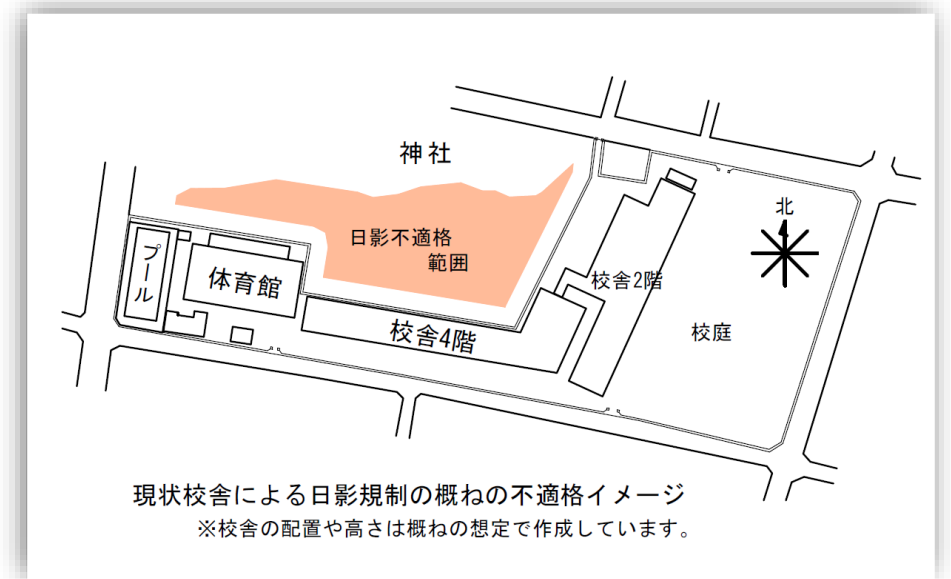 神社
北
日影不適格
範囲
プール
体育館
校舎2階
校舎4階
校庭
現状校舎による日影規制の概ねの不適格イメージ
※校舎の配置や高さは概ねの想定で作成しています。